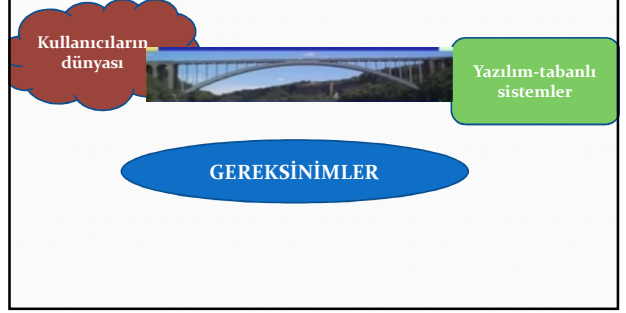 Kullanıcıların
dünyası
Yazılım-tabanlı
sistemler
GEREKSİNİMLER